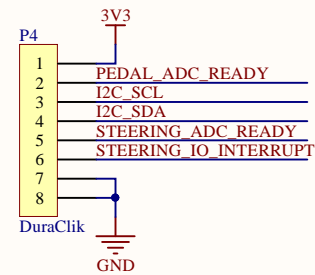 3V3
P4
1
2 PEDAL_ADC_READY
3 I2C_SCL
4 I2C_SDA
5 STEERING_ADC_READY
6 STEERING_IO_INTERRUPT
7
8
DuraClik
GND